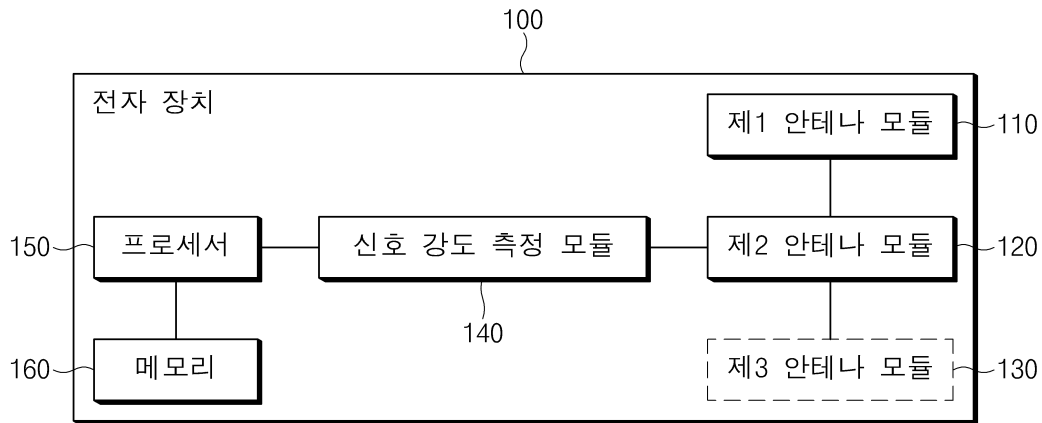 100
전자 장치
제1 안테나 모듈
110
150
프로세서
신호 강도 측정 모듈
제2 안테나 모듈
120
140
160
메모리
제3 안테나 모듈
130